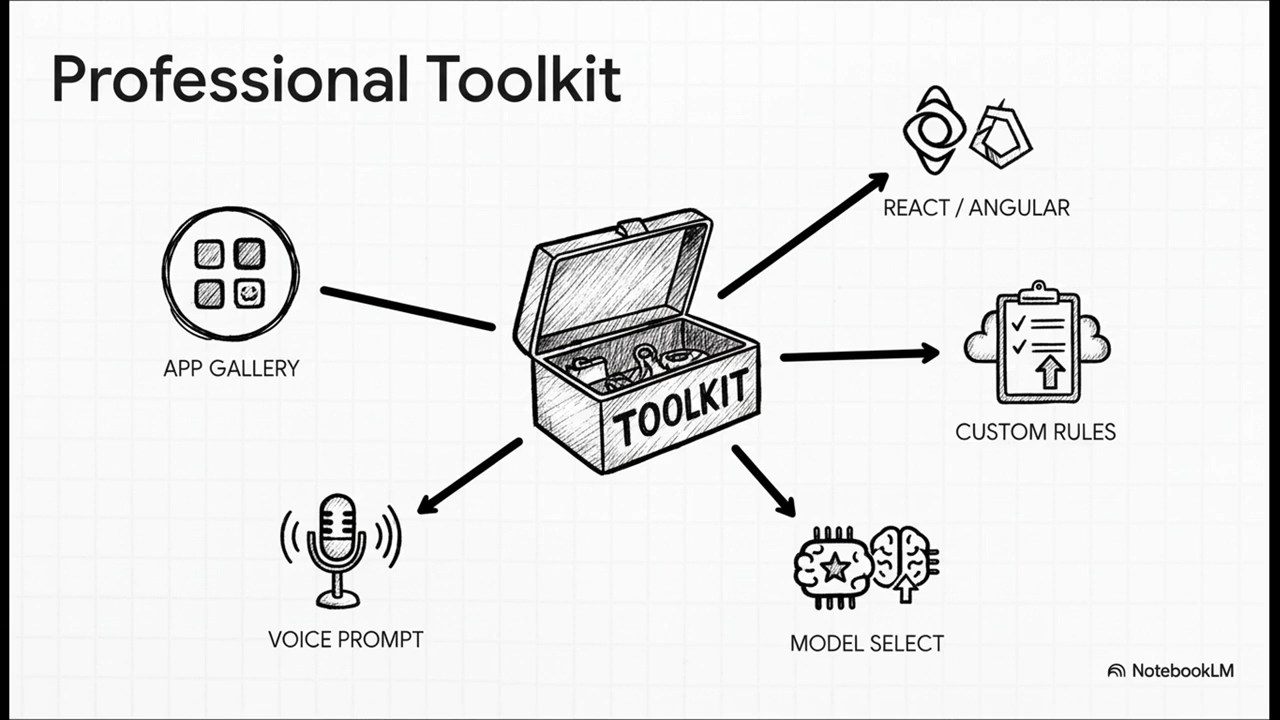 Professional Toolkit
REACT / ANGULAR
APP GALLERY
TOOLKIT
CUSTOM RULES
VOICE PROMPT
MODEL SELECT
NotebookLM